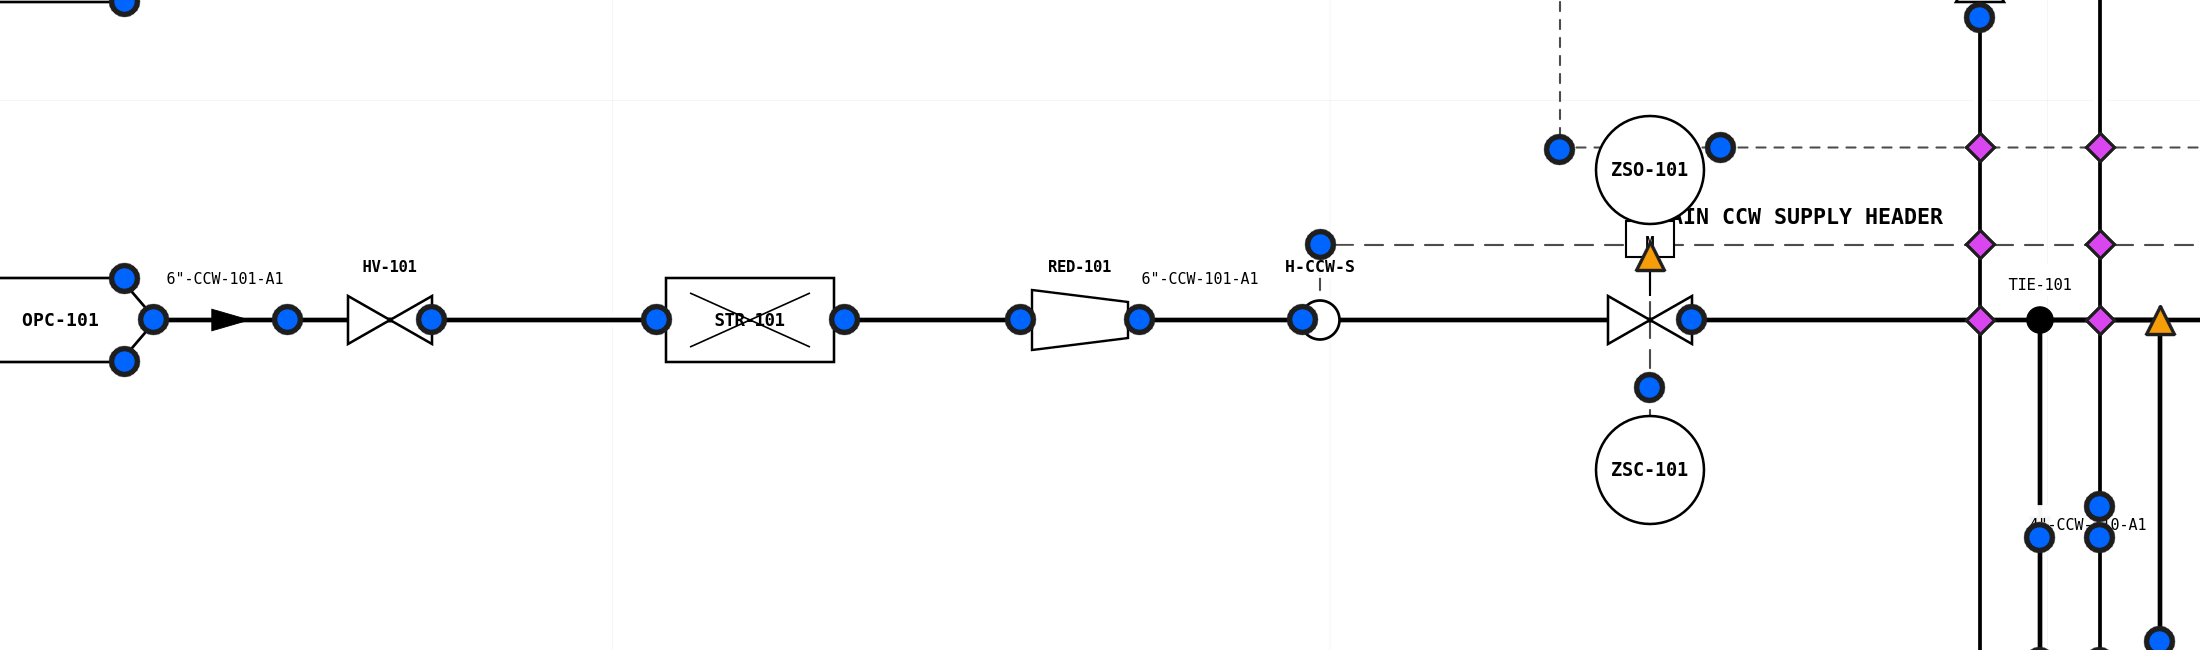 ZSO-101
AIN CCW SUPPLY HEADER
M
6"-CCW-101-A1
HV-101
RED-101
6"-CCW-101-A1
H-CCW-S
TIE-101
OPC-101
STR-101
ZSC-101